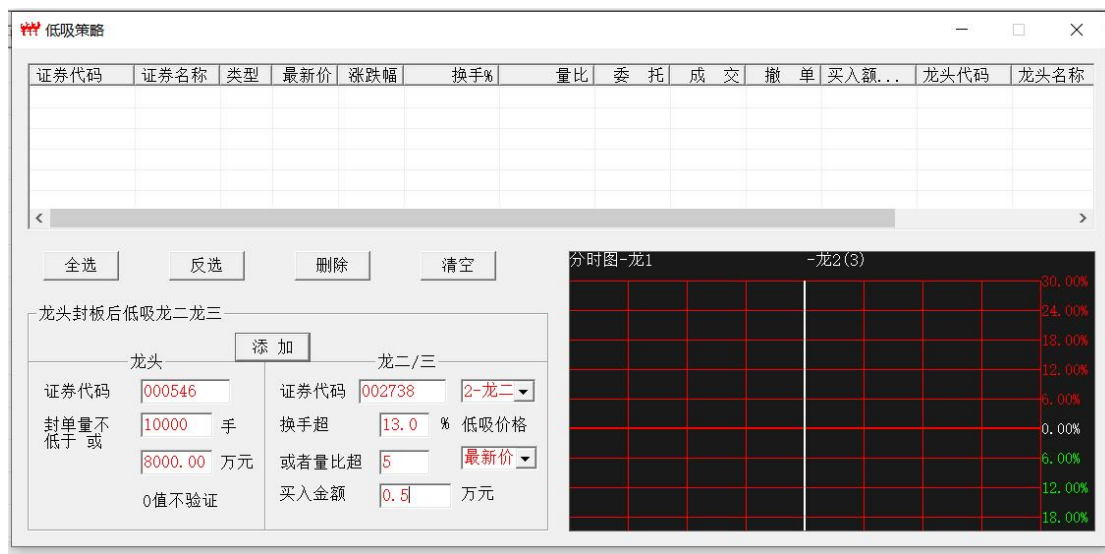 低吸策略
证券代码 证券名称 类型 最新价 涨跌幅 换手% 量比 委 托 成 交 撤 单 买入额... 龙头代码 龙头名称
全选 反选 删除 清空
分时图-龙1 -龙2(3)
30.00%
24.00%
18.00%
12.00%
6.00%
0.00%
6.00%
12.00%
18.00%
龙头封板后低吸龙二龙三
添 加
龙头 龙二/三
证券代码 000546 证券代码 002738 2-龙二
封单量不
低于 或
10000 手 换手超 13.0 % 低吸价格
8000.00 万元 或者量比超 5 最新价
0值不验证 买入金额 0.5 万元